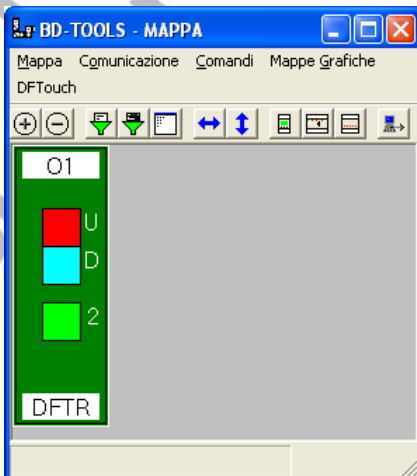 BD-TOOLS - MAPPA
Mappa Comunicazione Comandi Mappe Grafiche
DFTouch
O1
U
D
2
DFTR